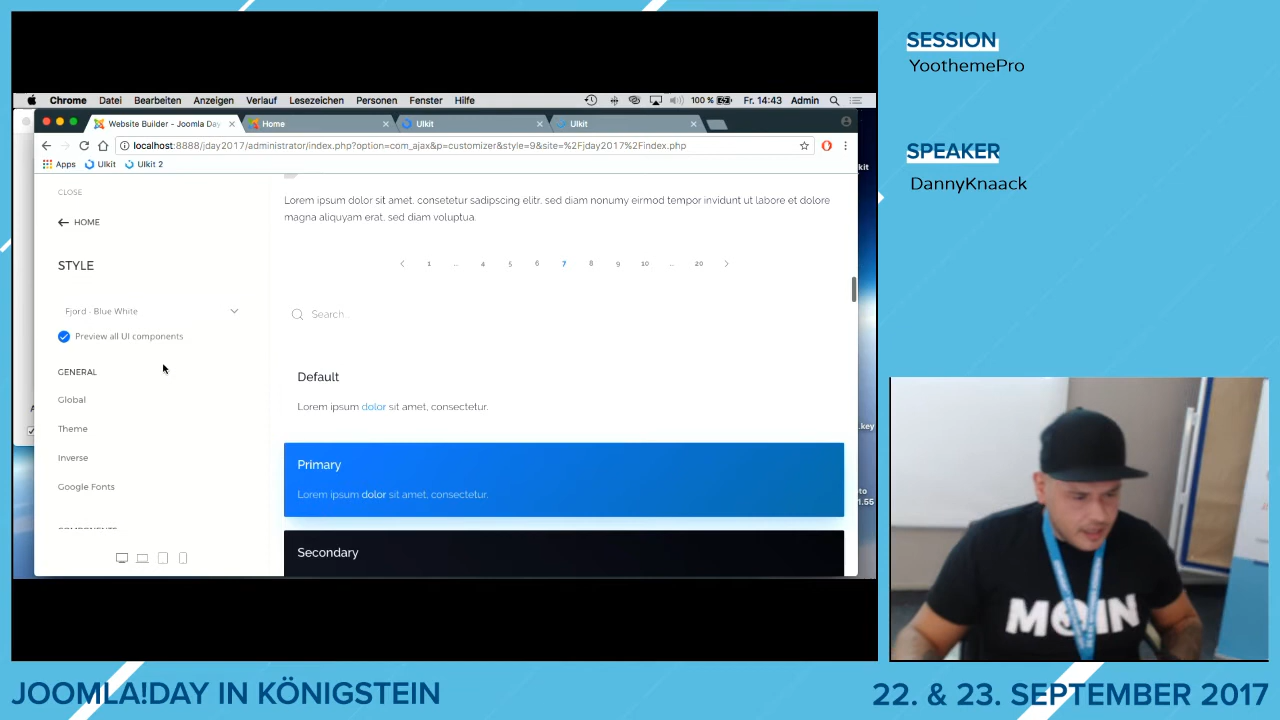 SESSION
YoothemePro
SPEAKER
DannyKnaack
Chrome Datei Bearbeiten Anzeigen Verlauf Lesezeichen Personen Fenster Hilfe 100 % Fr. 14:43 Admin
Website Builder - Joomla Day
Home
UIkit
UIkit
localhost:8888/jday2017/administrator/index.php?option=com_ajax&p=customizer&style=9&site=%2Fjday2017%2Findex.php
Apps UIkit UIkit 2
CLOSE
HOME
STYLE
Fjord - Blue White
Preview all UI components
GENERAL
Global
Theme
Inverse
Google Fonts
Lorem ipsum dolor sit amet, consetetur sadipscing elitr, sed diam nonumy eirmod tempor invidunt ut labore et dolore
magna aliquyam erat, sed diam voluptua.
1 ... 4 5 6 7 8 9 10 ... 20
Search
Default
Lorem ipsum dolor sit amet, consectetur.
Primary
Lorem ipsum dolor sit amet, consectetur.
Secondary
kit
.key
1.55
MOIN
JOOMLA!DAY IN KÖNIGSTEIN
22. & 23. SEPTEMBER 2017